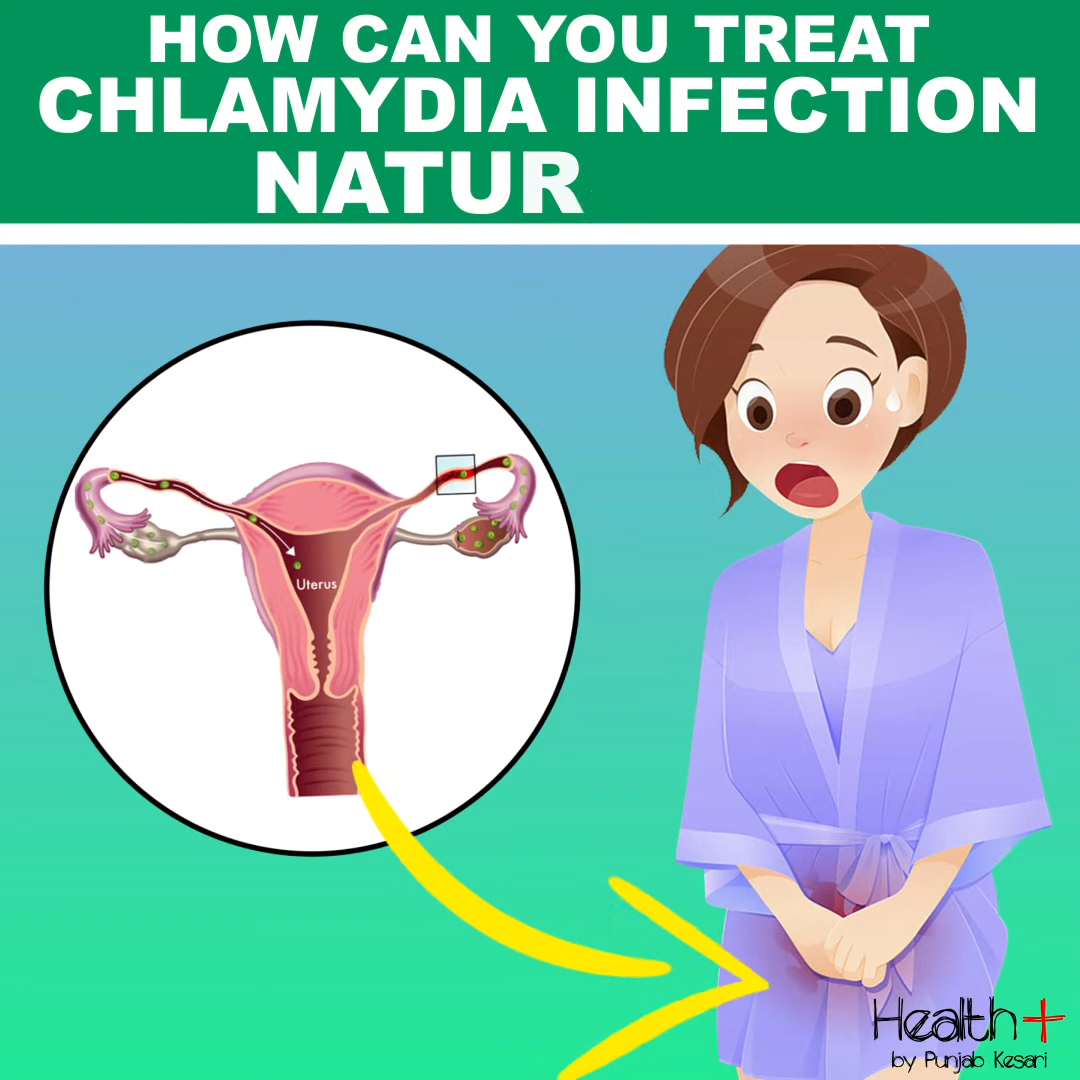 HOW CAN YOU TREAT
CHLAMYDIA INFECTION
NATUR
Uterus
Health+
by Punjab Kesari